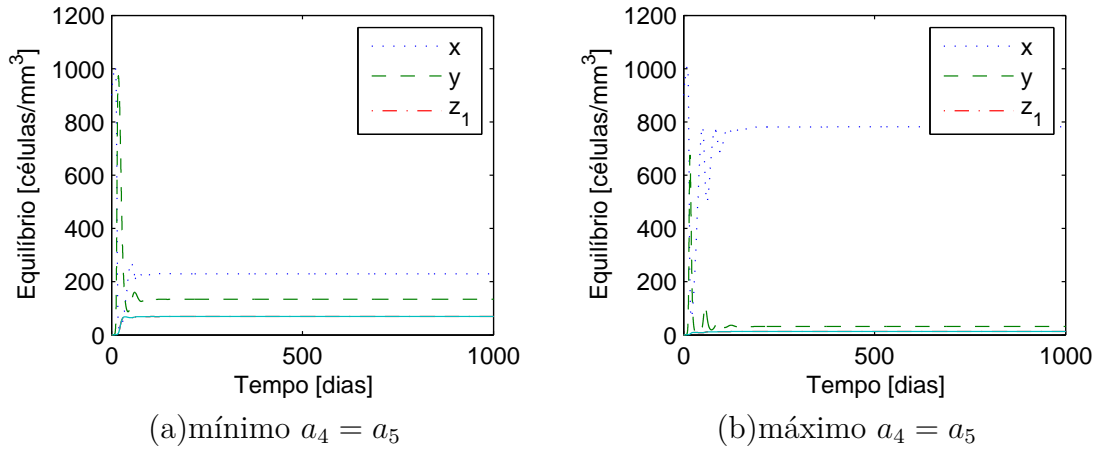 1200
1000
800
600
400
200
0
0
500
1000
Equilíbrio [células/mm³]
Tempo [dias]
x
y
z₁
(a)mínimo a₄ = a₅
1200
1000
800
600
400
200
0
0
500
1000
Equilíbrio [células/mm³]
Tempo [dias]
x
y
z₁
(b)máximo a₄ = a₅